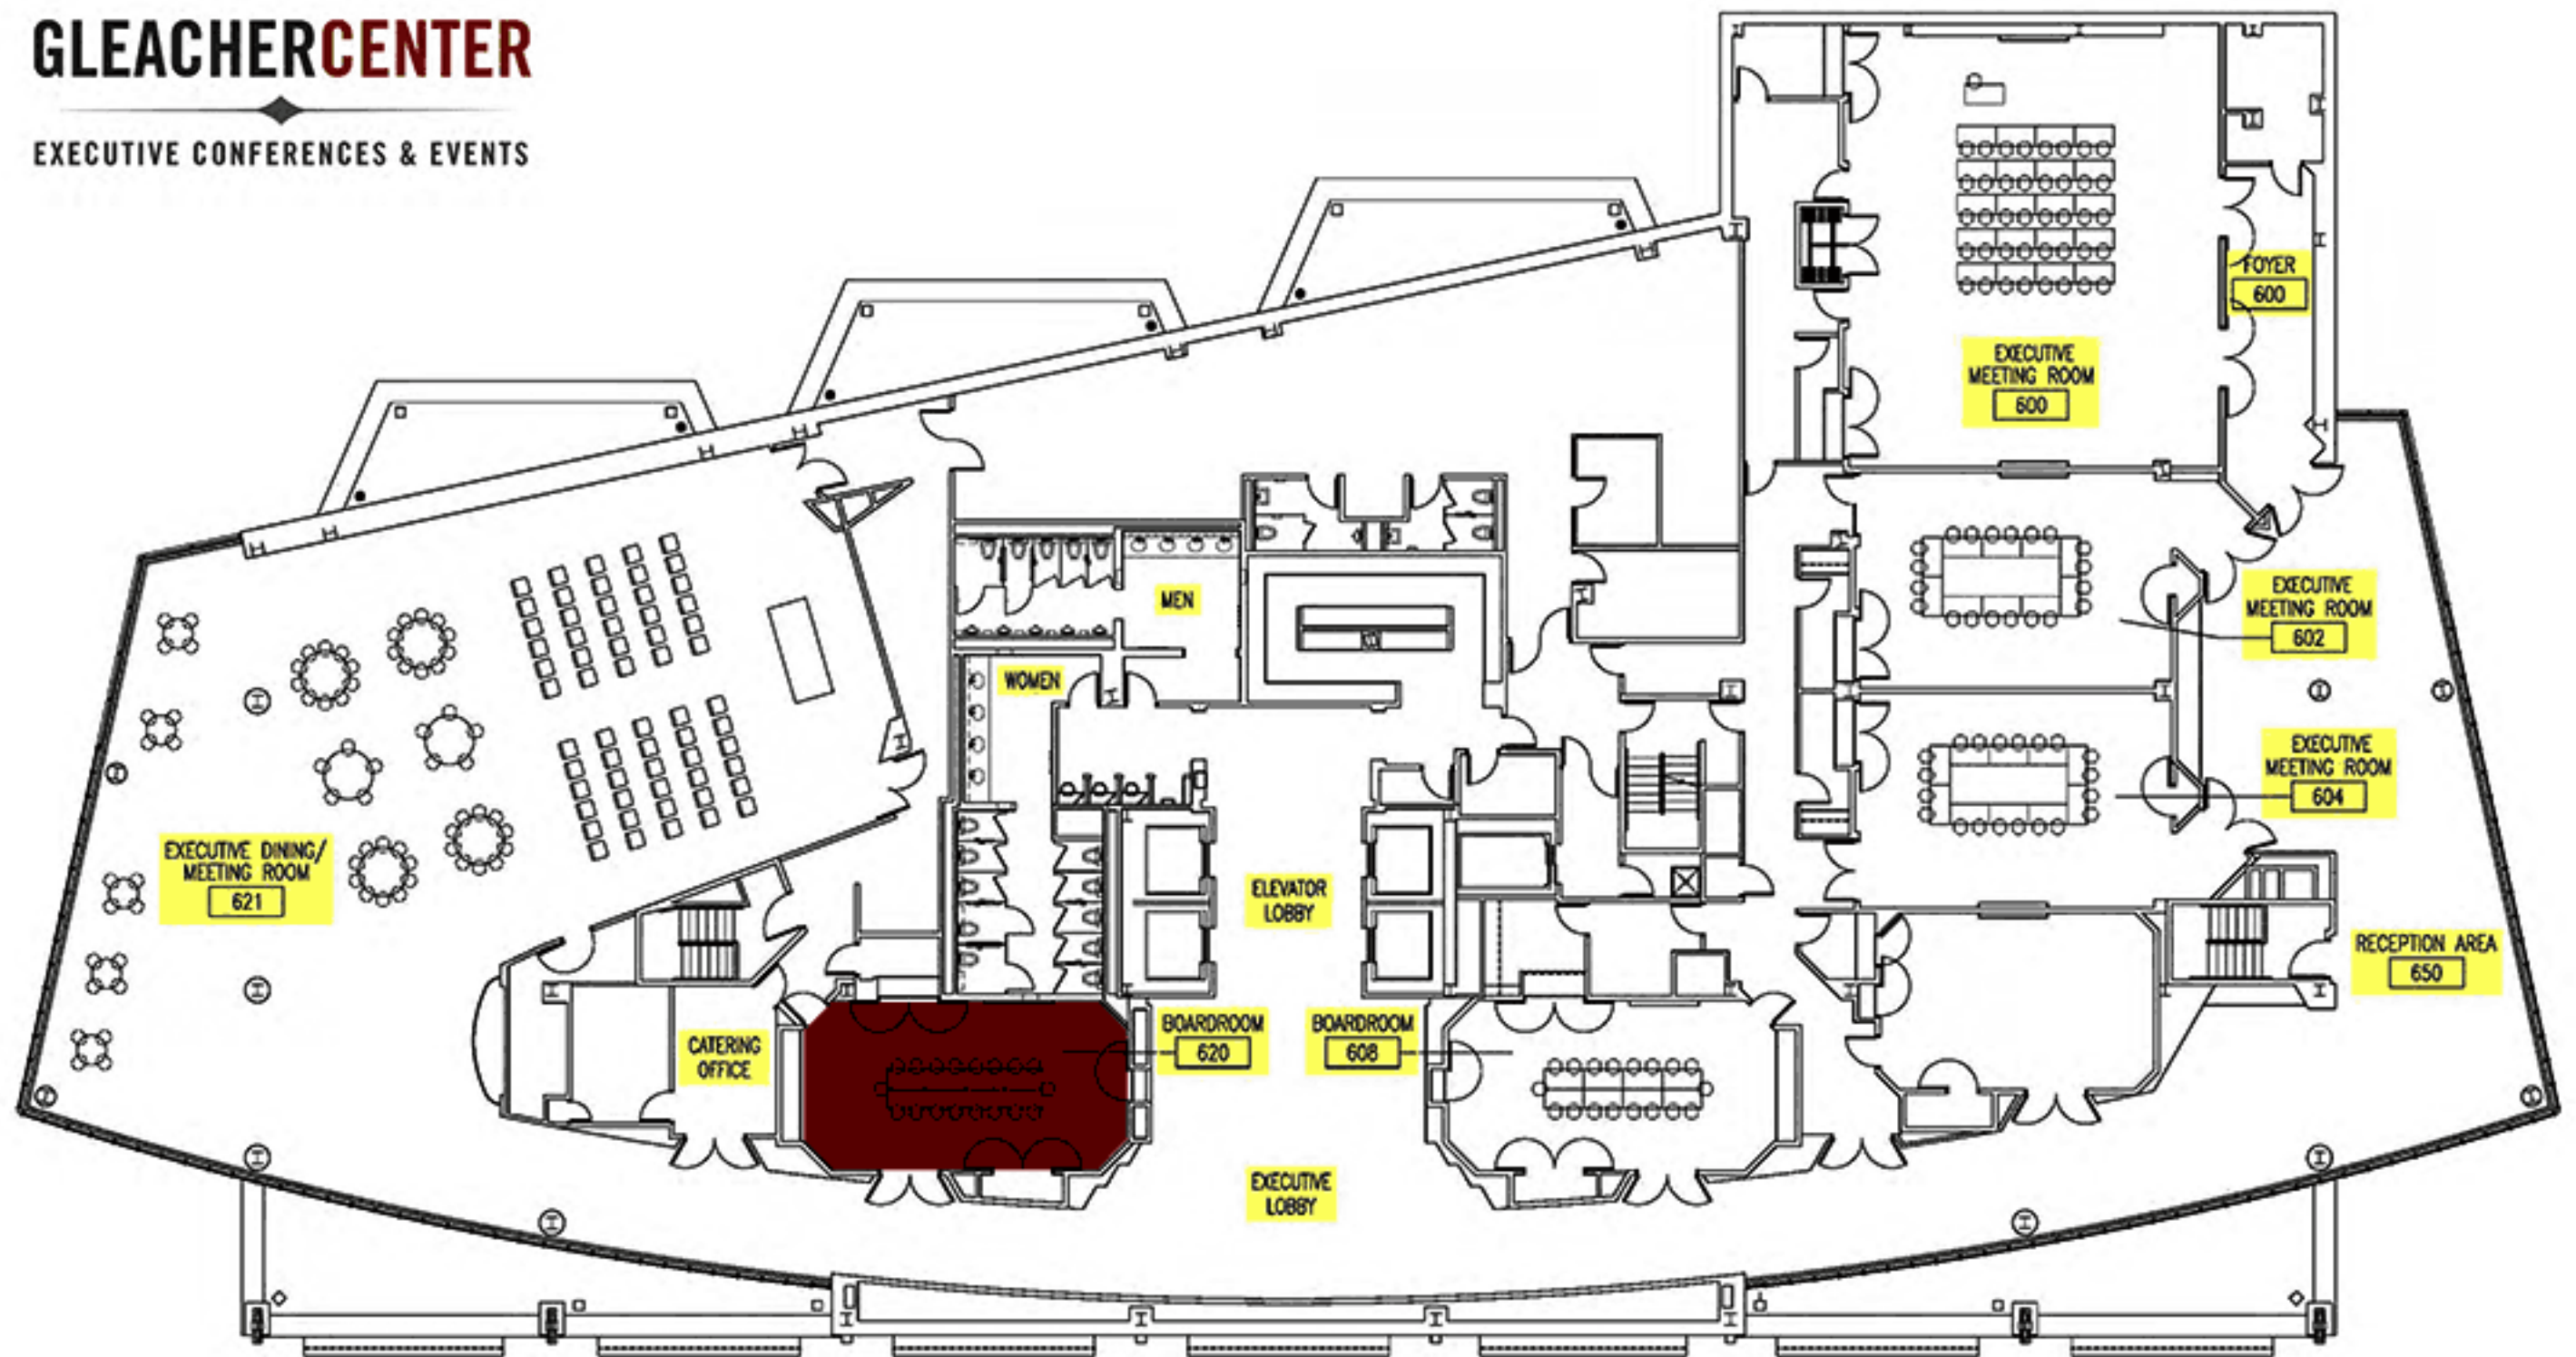 GLEACHERCENTER
EXECUTIVE CONFERENCES & EVENTS
FOYER
600
EXECUTIVE
MEETING ROOM
600
EXECUTIVE
MEETING ROOM
602
MEN
WOMEN
EXECUTIVE
MEETING ROOM
604
EXECUTIVE DINING/
MEETING ROOM
621
ELEVATOR
LOBBY
RECEPTION AREA
650
CATERING
OFFICE
BOARDROOM
620
BOARDROOM
608
EXECUTIVE
LOBBY